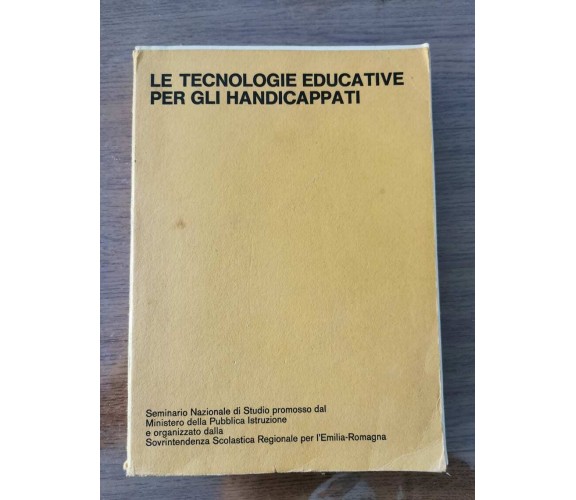 LE TECNOLOGIE EDUCATIVE
PER GLI HANDICAPPATI
Seminario Nazionale di Studio promosso dal
Ministero della Pubblica Istruzione
e organizzato dalla
Sovrintendenza Scolastica Regionale per l'Emilia-Romagna